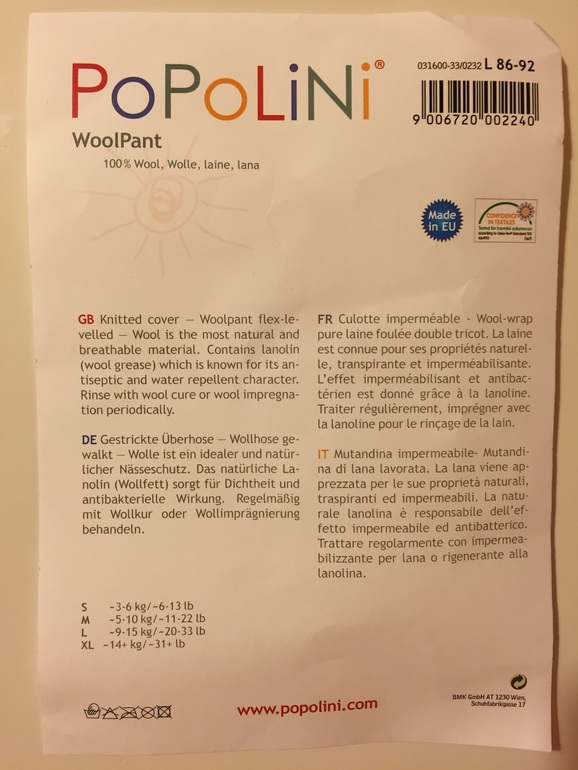 PoPoLiNi®
031600-33/0232 L 86-92
9 006720 002240
WoolPant
100% Wool, Wolle, laine, lana
Made
in EU
CONFIDENCE
IN TEXTILES
Tested for harmful substances
GB Knitted cover — Woolpant flex-le-
velled — Wool is the most natural and
breathable material. Contains lanolin
(wool grease) which is known for its an-
tiseptic and water repellent character.
Rinse with wool cure or wool impregna-
tion periodically.
DE Gestrickte Überhose — Wollhose ge-
walkt — Wolle ist ein idealer und natür-
licher Nässeschutz. Das natürliche La-
nolin (Wollfett) sorgt für Dichtheit und
antibakterielle Wirkung. Regelmäßig
mit Wollkur oder Wollimprägnierung
behandeln.
FR Culotte imperméable - Wool-wrap
pure laine foulée double tricot. La laine
est connue pour ses propriétés naturel-
le, transpirante et imperméabilisante.
L'effet imperméabilisant et antibac-
térien est donné grâce à la lanoline.
Traiter régulièrement, imprégner avec
la lanoline pour le rinçage de la lain.
IT Mutandina impermeabile- Mutandi-
na di lana lavorata. La lana viene ap-
prezzata per le sue proprietà naturali,
traspiranti ed impermeabili. La natu-
rale lanolina è responsabile dell'ef-
fetto impermeabile ed antibatterico.
Trattare regolarmente con impermea-
bilizzante per lana o rigenerante alla
lanolina.
S ~3-6 kg/~6-13 lb
M ~5-10 kg/~11-22 lb
L ~9-15 kg/~20-33 lb
XL ~14+ kg/~31+ lb
www.popolini.com
BMK GmbH AT 1230 Wien,
Schuhfabrikgasse 17